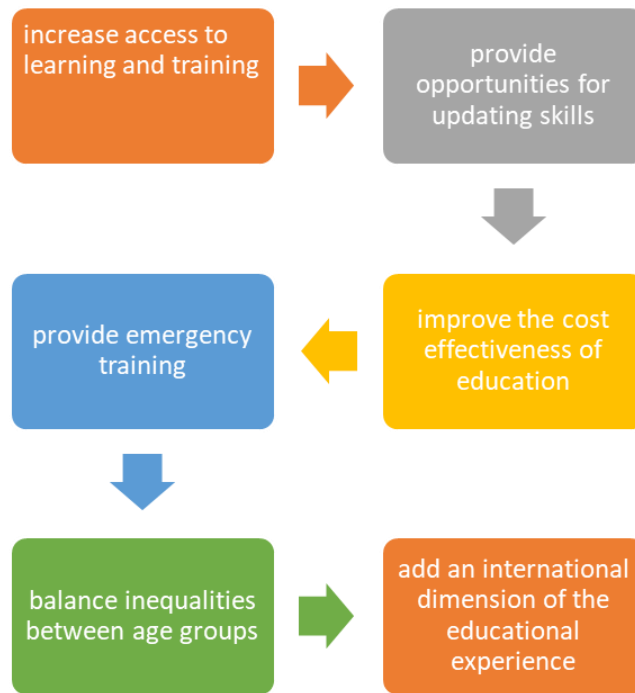 increase access to
learning and training
provide
opportunities for
updating skills
improve the cost
effectiveness of
education
provide emergency
training
balance inequalities
between age groups
add an international
dimension of the
educational
experience